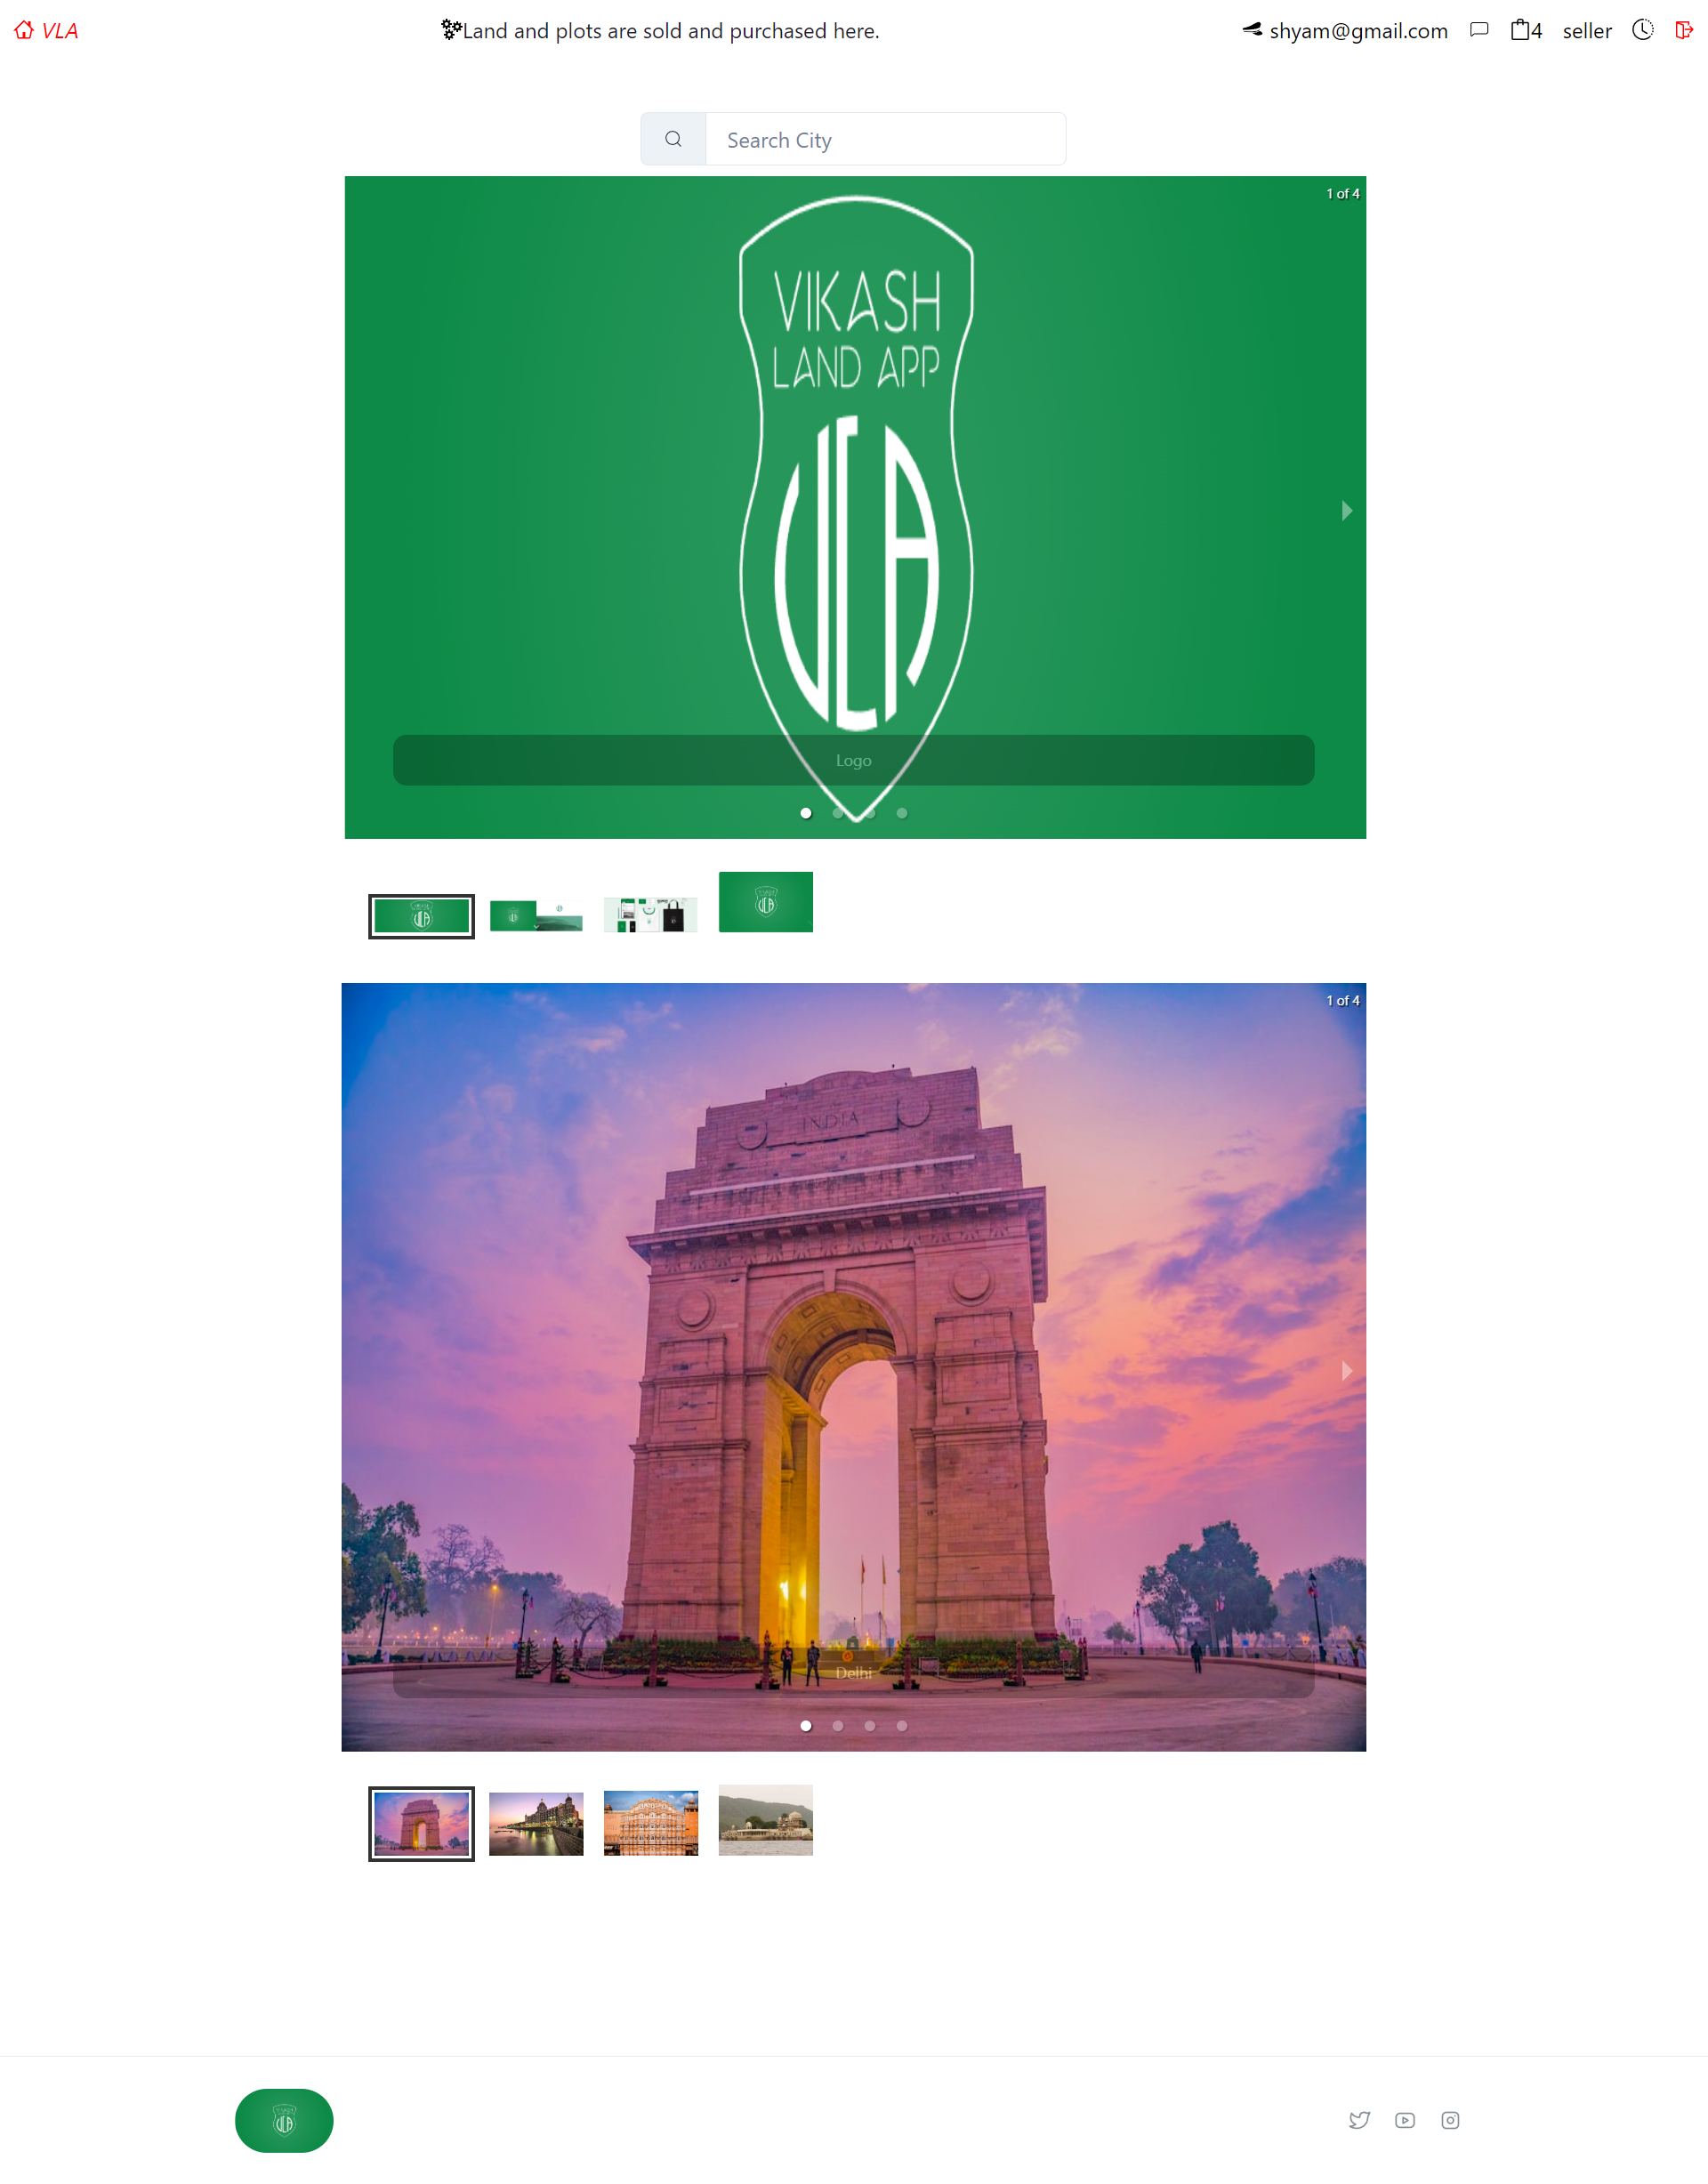 VLA
Land and plots are sold and purchased here.
shyam@gmail.com
4
seller
Search City
1 of 4
VIKASH
LAND APP
VLA
Logo
1 of 4
INDIA
Delhi
VLA